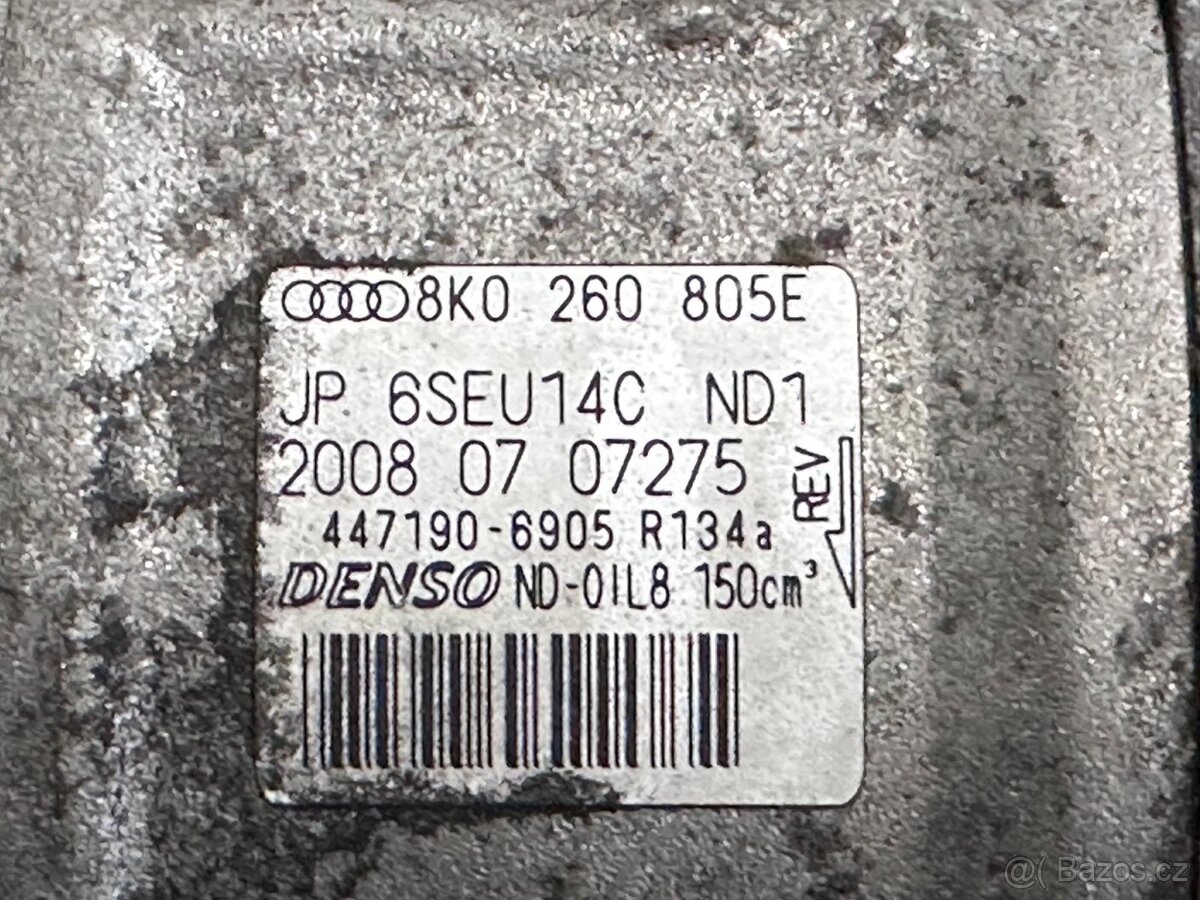 8K0 260 805E
JP 6SEU14C ND1
2008 07 07275
REV
447190-6905 R134a
DENSO ND-OIL8 150cm³
@( Bazos.cz